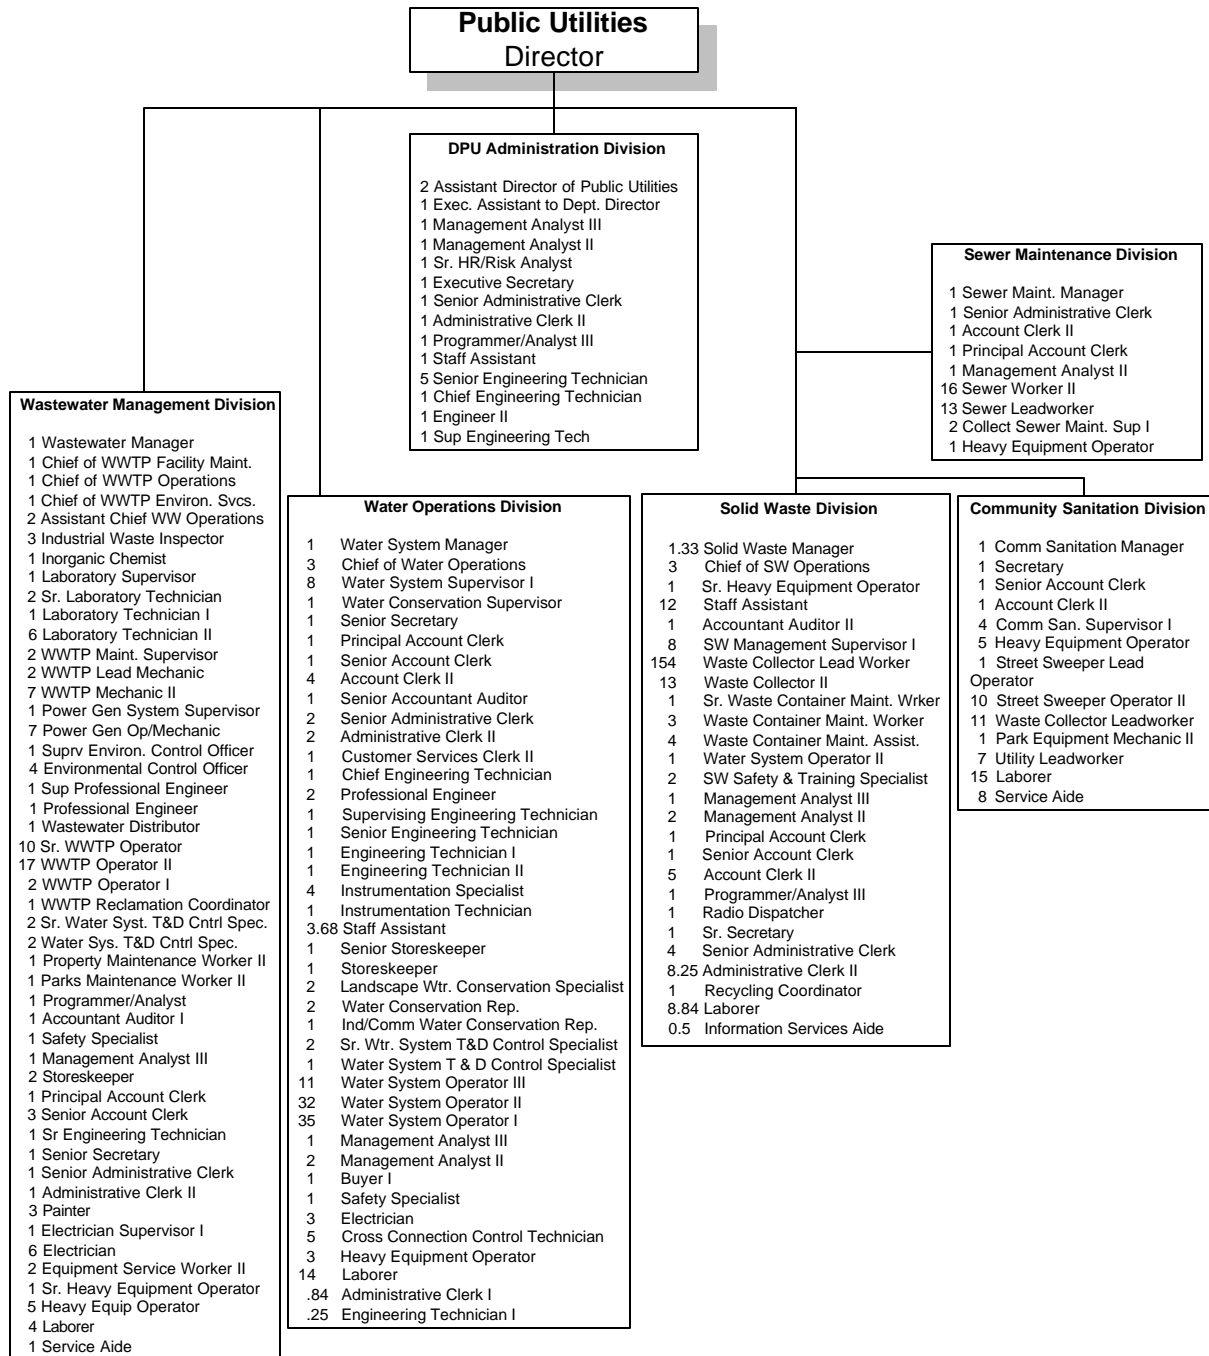 Public Utilities
Director
DPU Administration Division
2 Assistant Director of Public Utilities
1 Exec. Assistant to Dept. Director
1 Management Analyst III
1 Management Analyst II
1 Sr. HR/Risk Analyst
1 Executive Secretary
1 Senior Administrative Clerk
1 Administrative Clerk II
1 Programmer/Analyst III
1 Staff Assistant
5 Senior Engineering Technician
1 Chief Engineering Technician
1 Engineer II
1 Sup Engineering Tech
Sewer Maintenance Division
1 Sewer Maint. Manager
1 Senior Administrative Clerk
1 Account Clerk II
1 Principal Account Clerk
1 Management Analyst II
16 Sewer Worker II
13 Sewer Leadworker
2 Collect Sewer Maint. Sup I
1 Heavy Equipment Operator
Wastewater Management Division
1 Wastewater Manager
1 Chief of WWTP Facility Maint.
1 Chief of WWTP Operations
1 Chief of WWTP Environ. Svcs.
2 Assistant Chief WW Operations
3 Industrial Waste Inspector
1 Inorganic Chemist
1 Laboratory Supervisor
2 Sr. Laboratory Technician
1 Laboratory Technician I
6 Laboratory Technician II
2 WWTP Maint. Supervisor
2 WWTP Lead Mechanic
7 WWTP Mechanic II
1 Power Gen System Supervisor
7 Power Gen Op/Mechanic
1 Suprv Environ. Control Officer
4 Environmental Control Officer
1 Sup Professional Engineer
1 Professional Engineer
1 Wastewater Distributor
10 Sr. WWTP Operator
17 WWTP Operator II
2 WWTP Operator I
1 WWTP Reclamation Coordinator
2 Sr. Water Syst. T&D Cntrl Spec.
2 Water Sys. T&D Cntrl Spec.
1 Property Maintenance Worker II
1 Parks Maintenance Worker II
1 Programmer/Analyst
1 Accountant Auditor I
1 Safety Specialist
1 Management Analyst III
2 Storeskeeper
1 Principal Account Clerk
3 Senior Account Clerk
1 Sr Engineering Technician
1 Senior Secretary
1 Senior Administrative Clerk
1 Administrative Clerk II
3 Painter
1 Electrician Supervisor I
6 Electrician
2 Equipment Service Worker II
1 Sr. Heavy Equipment Operator
5 Heavy Equip Operator
4 Laborer
1 Service Aide
Water Operations Division
1 Water System Manager
3 Chief of Water Operations
8 Water System Supervisor I
1 Water Conservation Supervisor
1 Senior Secretary
1 Principal Account Clerk
1 Senior Account Clerk
4 Account Clerk II
1 Senior Accountant Auditor
2 Senior Administrative Clerk
2 Administrative Clerk II
1 Customer Services Clerk II
1 Chief Engineering Technician
2 Professional Engineer
1 Supervising Engineering Technician
1 Senior Engineering Technician
1 Engineering Technician I
1 Engineering Technician II
4 Instrumentation Specialist
1 Instrumentation Technician
3.68 Staff Assistant
1 Senior Storeskeeper
1 Storeskeeper
2 Landscape Wtr. Conservation Specialist
2 Water Conservation Rep.
1 Ind/Comm Water Conservation Rep.
2 Sr. Wtr. System T&D Control Specialist
1 Water System T & D Control Specialist
11 Water System Operator III
32 Water System Operator II
35 Water System Operator I
1 Management Analyst III
2 Management Analyst II
1 Buyer I
1 Safety Specialist
3 Electrician
5 Cross Connection Control Technician
3 Heavy Equipment Operator
14 Laborer
.84 Administrative Clerk I
.25 Engineering Technician I
Solid Waste Division
1.33 Solid Waste Manager
3 Chief of SW Operations
1 Sr. Heavy Equipment Operator
12 Staff Assistant
1 Accountant Auditor II
8 SW Management Supervisor I
154 Waste Collector Lead Worker
13 Waste Collector II
1 Sr. Waste Container Maint. Wrker
3 Waste Container Maint. Worker
4 Waste Container Maint. Assist.
1 Water System Operator II
2 SW Safety & Training Specialist
1 Management Analyst III
2 Management Analyst II
1 Principal Account Clerk
1 Senior Account Clerk
5 Account Clerk II
1 Programmer/Analyst III
1 Radio Dispatcher
1 Sr. Secretary
4 Senior Administrative Clerk
8.25 Administrative Clerk II
1 Recycling Coordinator
8.84 Laborer
0.5 Information Services Aide
Community Sanitation Division
1 Comm Sanitation Manager
1 Secretary
1 Senior Account Clerk
1 Account Clerk II
4 Comm San. Supervisor I
5 Heavy Equipment Operator
1 Street Sweeper Lead
Operator
10 Street Sweeper Operator II
11 Waste Collector Leadworker
1 Park Equipment Mechanic II
7 Utility Leadworker
15 Laborer
8 Service Aide